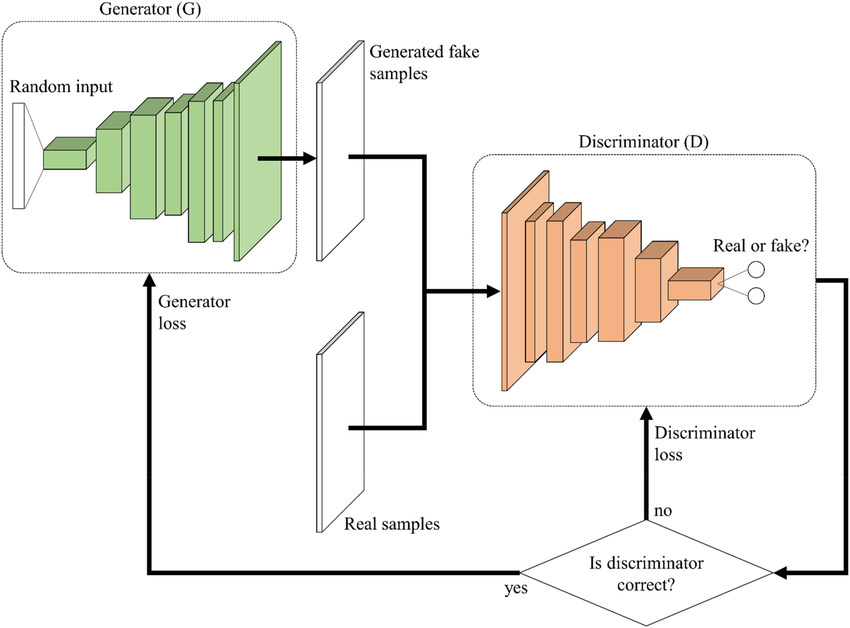 Generator (G)
Random input
Generated fake
samples
Discriminator (D)
Real or fake?
Generator
loss
Real samples
Discriminator
loss
no
Is discriminator
correct?
yes